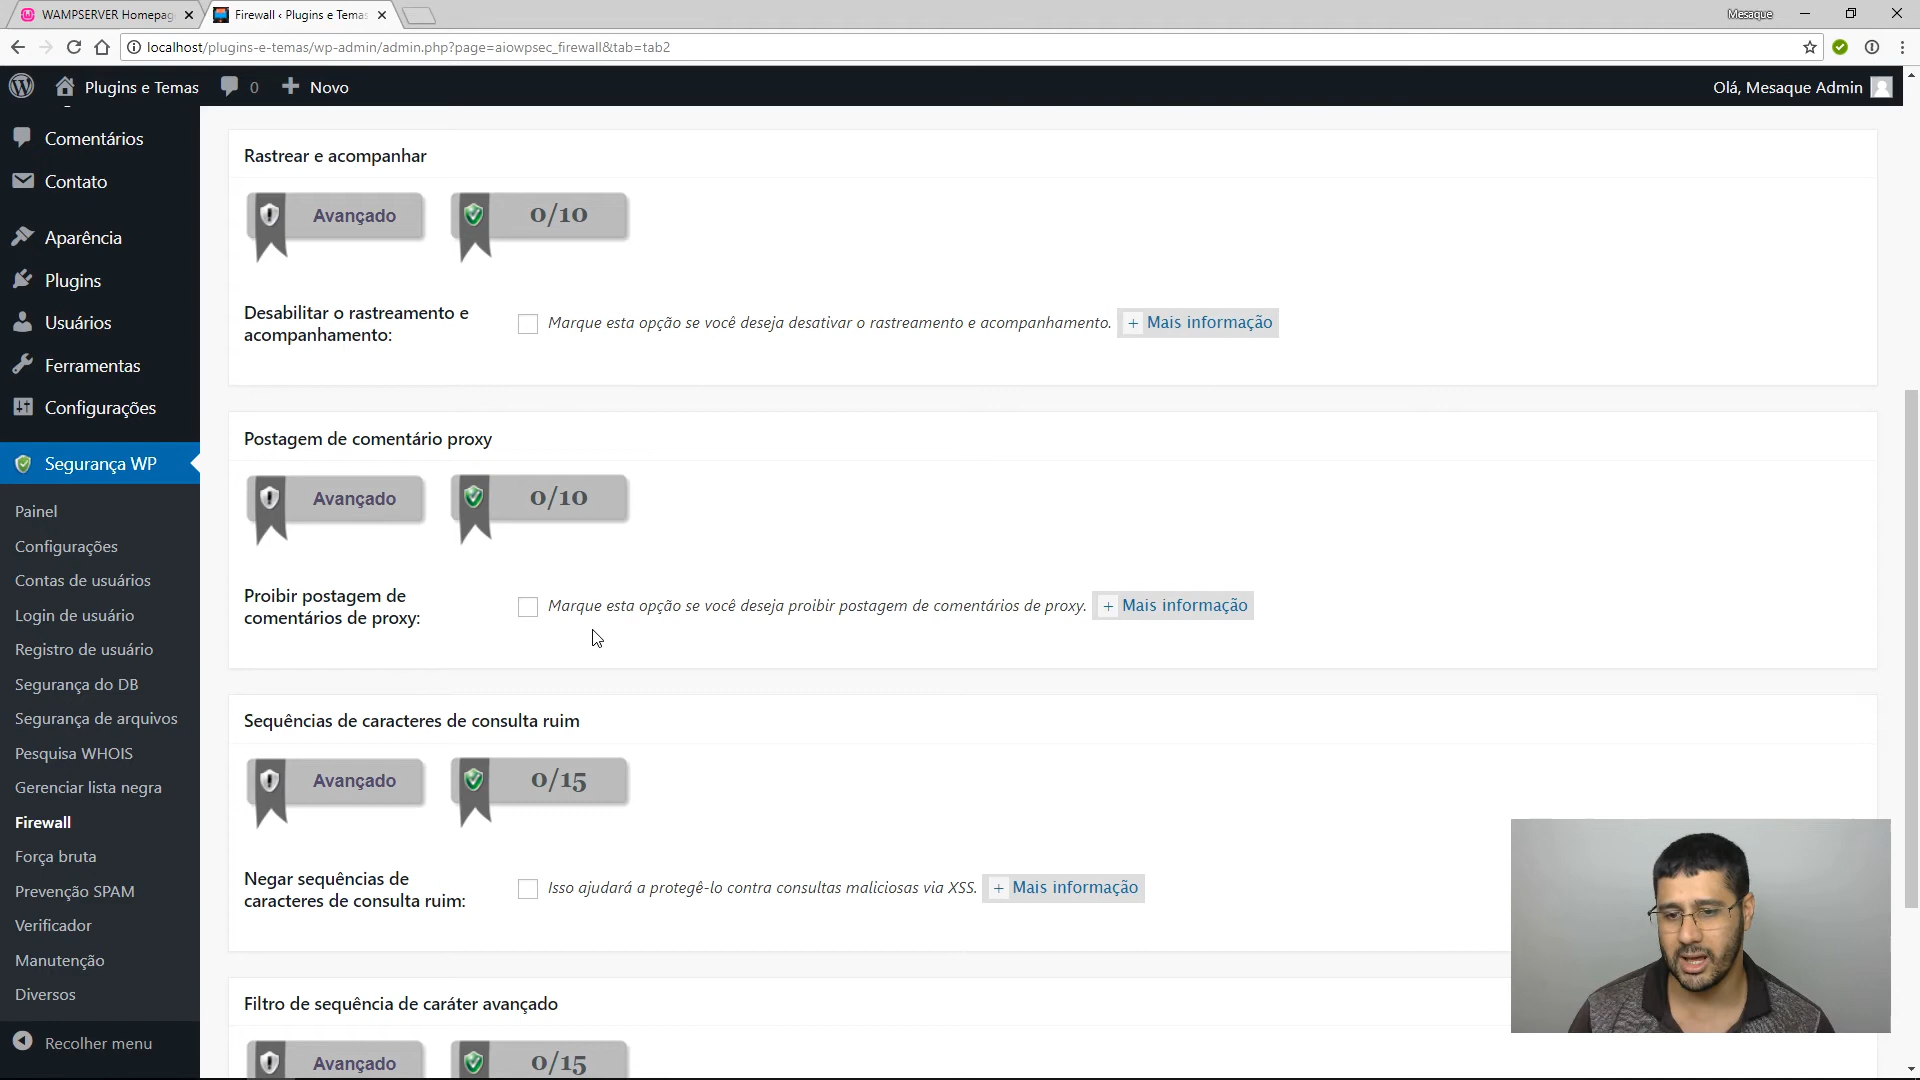 WAMPSERVER Homepag
Firewall ‹ Plugins e Temas
Mesaque
localhost/plugins-e-temas/wp-admin/admin.php?page=aiowpsec_firewall&tab=tab2
Plugins e Temas
0
Novo
Olá, Mesaque Admin
Comentários
Contato
Aparência
Plugins
Usuários
Ferramentas
Configurações
Segurança WP
Painel
Configurações
Contas de usuários
Login de usuário
Registro de usuário
Segurança do DB
Segurança de arquivos
Pesquisa WHOIS
Gerenciar lista negra
Firewall
Força bruta
Prevenção SPAM
Verificador
Manutenção
Diversos
Recolher menu
Rastrear e acompanhar
Avançado
0/10
Desabilitar o rastreamento e
acompanhamento:
Marque esta opção se você deseja desativar o rastreamento e acompanhamento.
+ Mais informação
Postagem de comentário proxy
Avançado
0/10
Proibir postagem de
comentários de proxy:
Marque esta opção se você deseja proibir postagem de comentários de proxy.
+ Mais informação
Sequências de caracteres de consulta ruim
Avançado
0/15
Negar sequências de
caracteres de consulta ruim:
Isso ajudará a protegê-lo contra consultas maliciosas via XSS.
+ Mais informação
Filtro de sequência de caráter avançado
Avançado
0/15